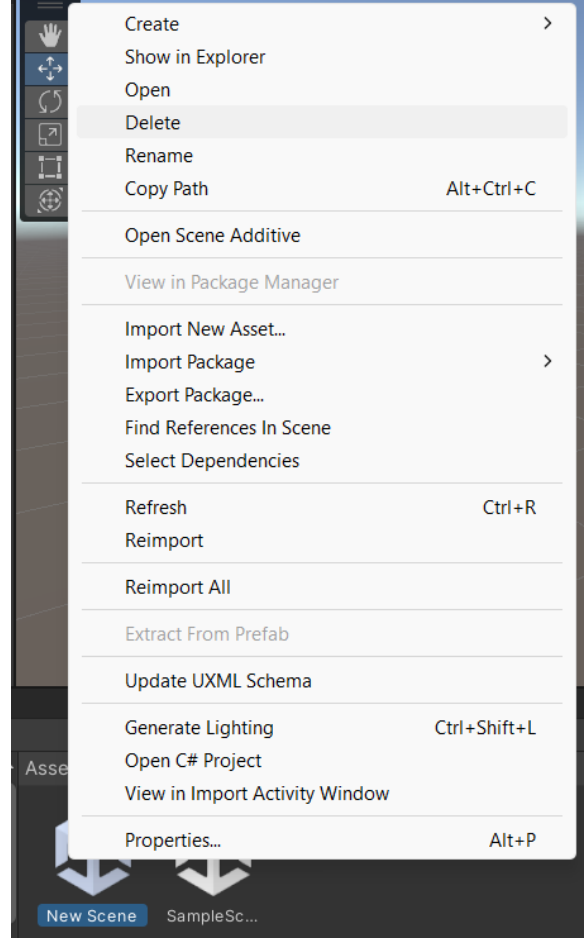 Create
Show in Explorer
Open
Delete
Rename
Copy Path Alt+Ctrl+C
Open Scene Additive
View in Package Manager
Import New Asset...
Import Package
Export Package...
Find References In Scene
Select Dependencies
Refresh Ctrl+R
Reimport
Reimport All
Extract From Prefab
Update UXML Schema
Generate Lighting Ctrl+Shift+L
Open C# Project
Asse
View in Import Activity Window
Properties... Alt+P
New Scene SampleSc...